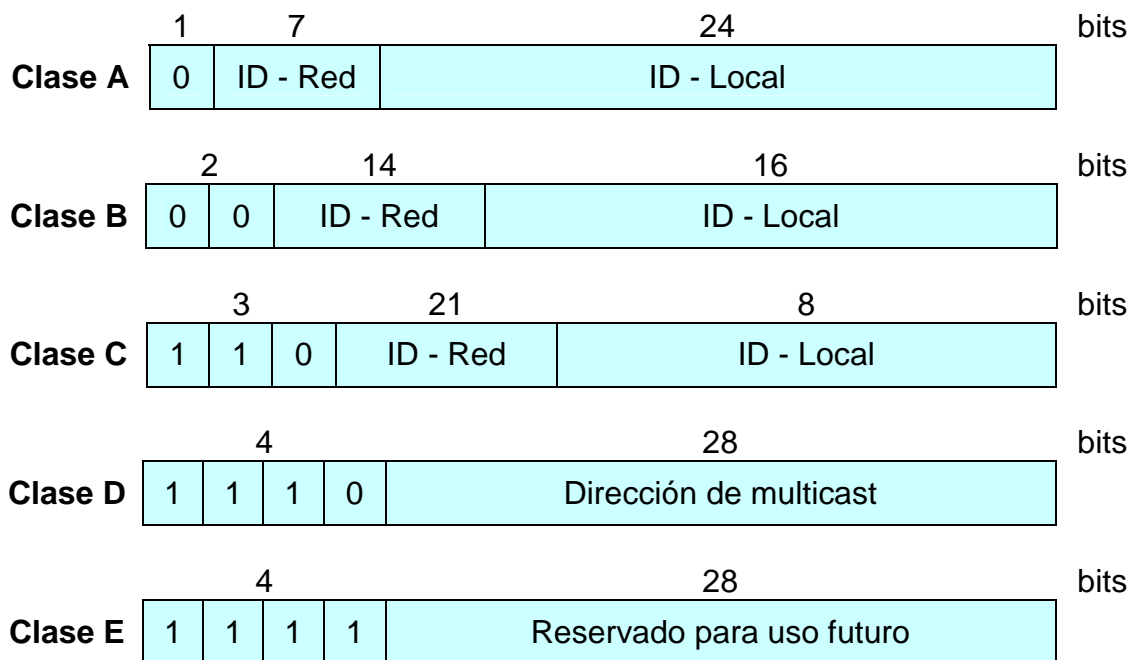 1 7 24 bits
Clase A 0 ID - Red ID - Local
2 14 16 bits
Clase B 0 0 ID - Red ID - Local
3 21 8 bits
Clase C 1 1 0 ID - Red ID - Local
4 28 bits
Clase D 1 1 1 0 Dirección de multicast
4 28 bits
Clase E 1 1 1 1 Reservado para uso futuro